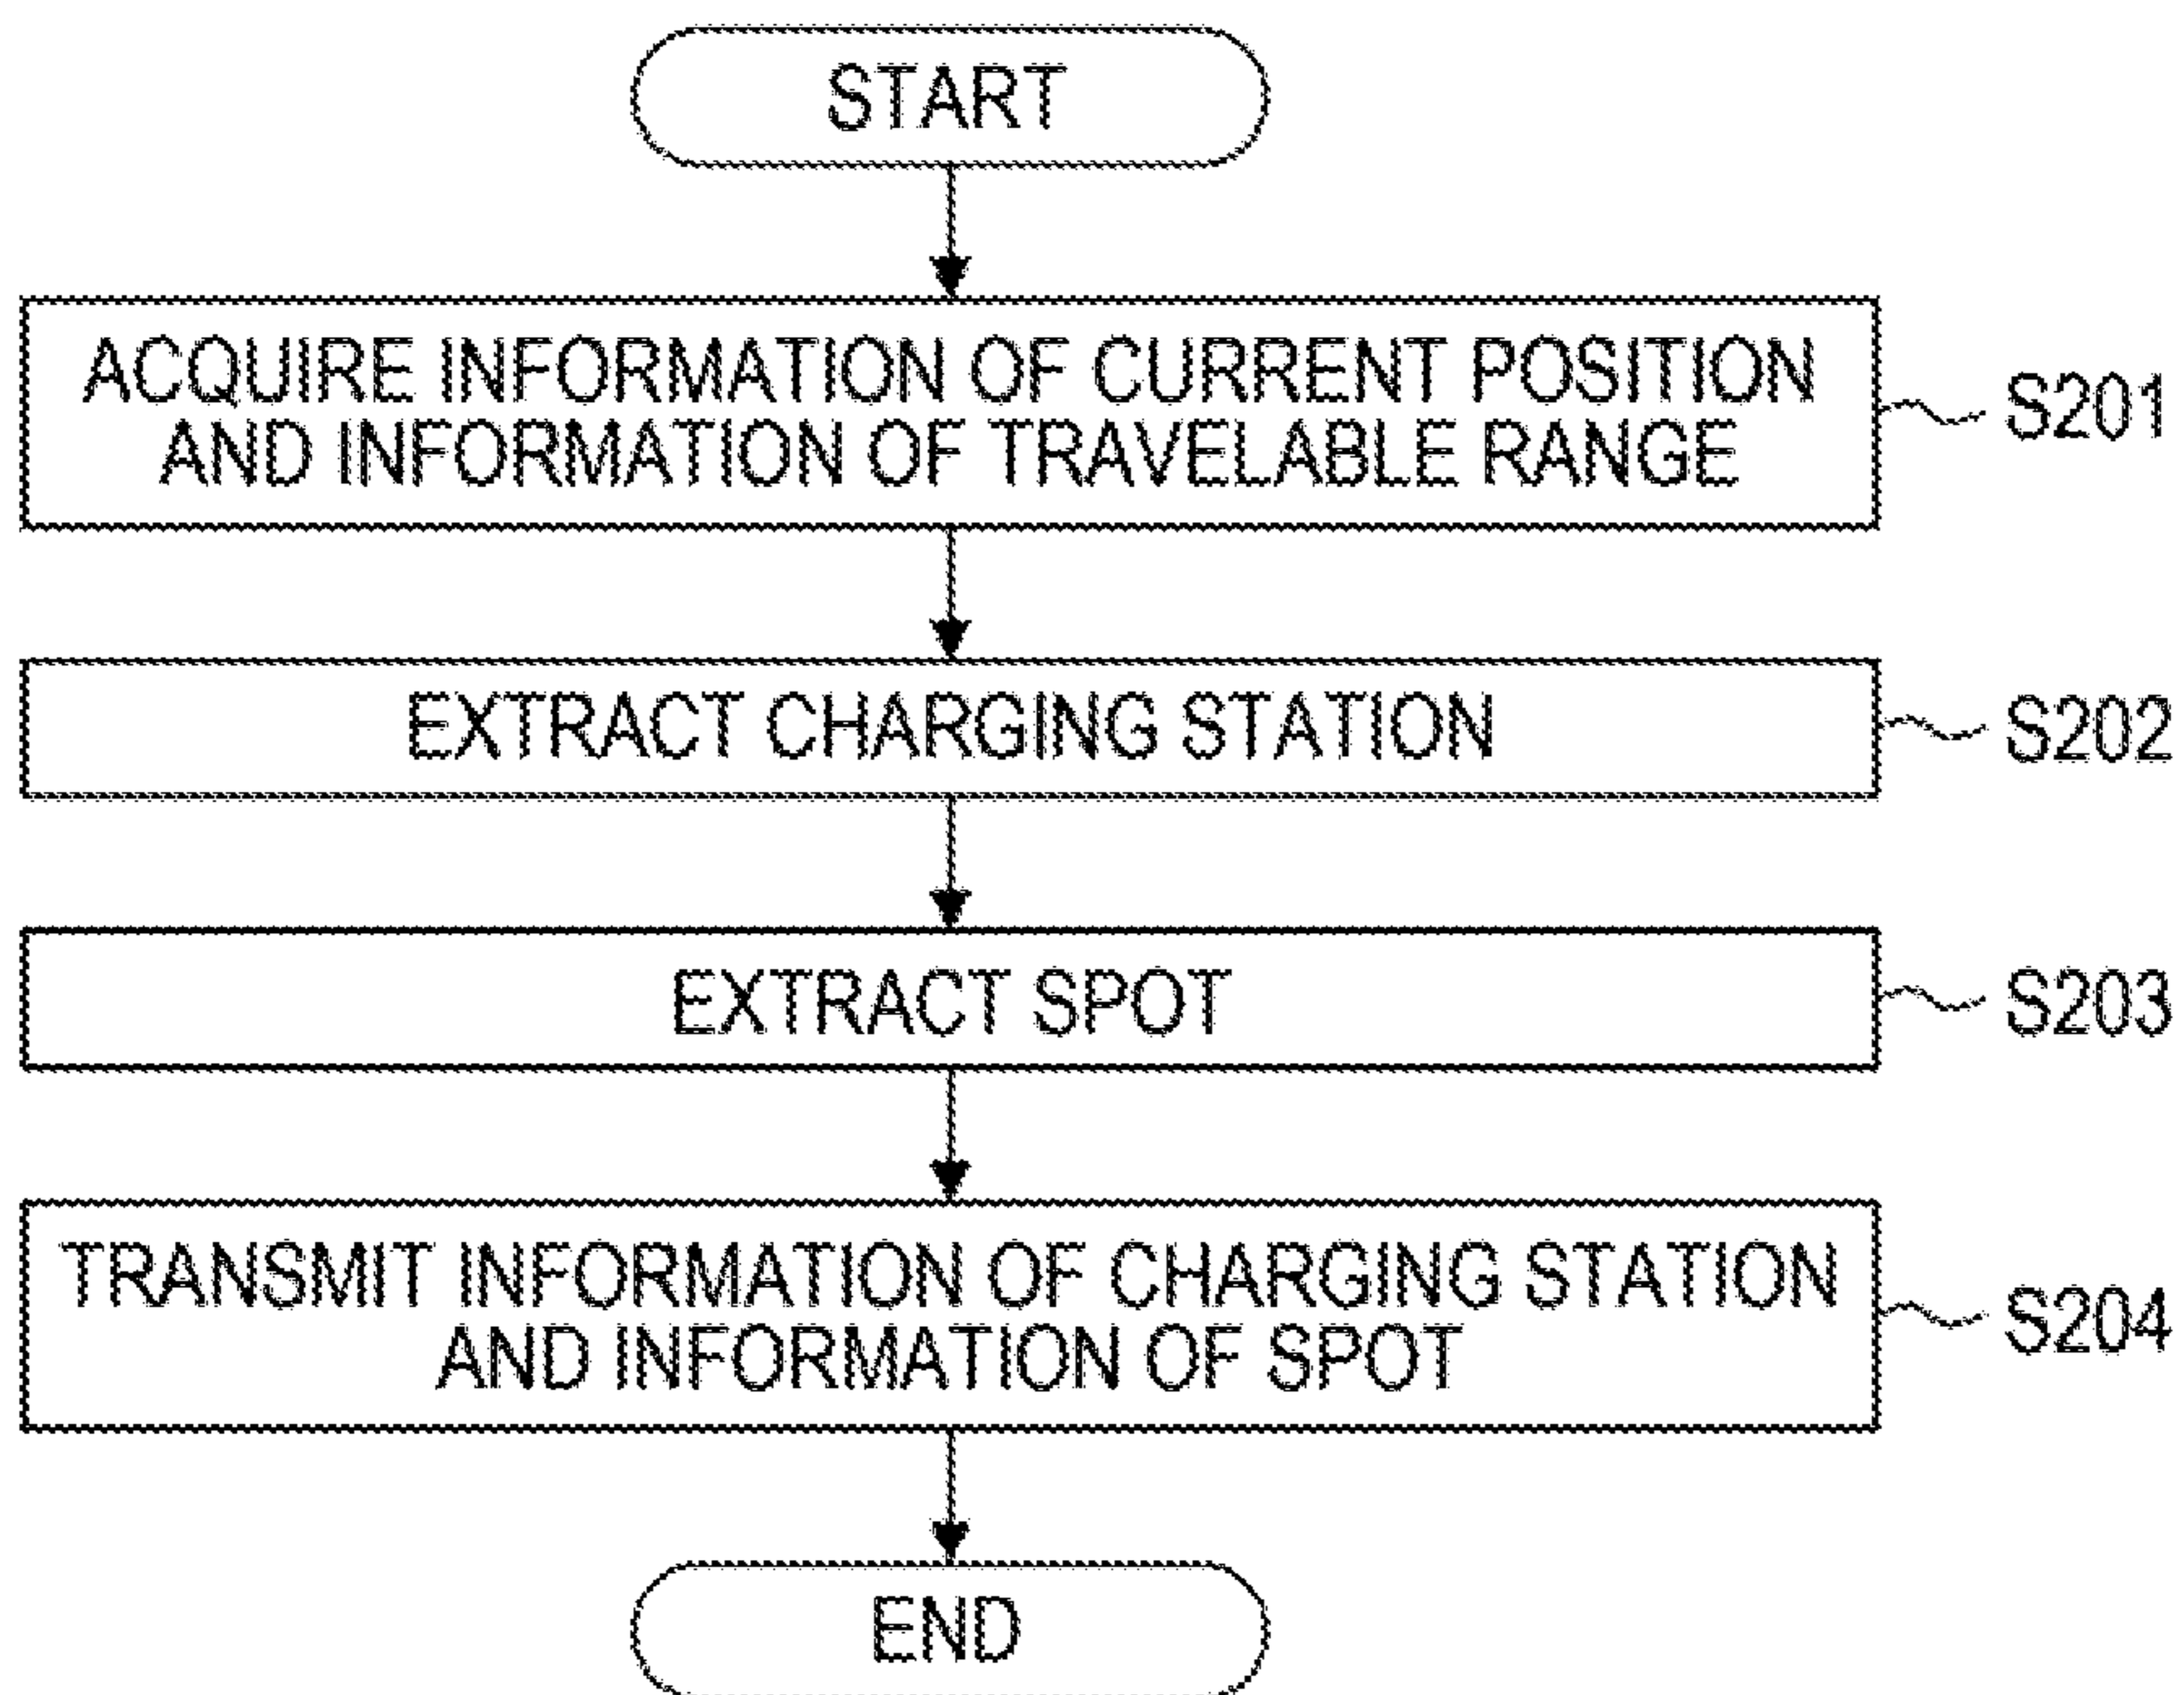 START
ACQUIRE INFORMATION OF CURRENT POSITION
AND INFORMATION OF TRAVELABLE RANGE
S201
EXTRACT CHARGING STATION
S202
EXTRACT SPOT
S203
TRANSMIT INFORMATION OF CHARGING STATION
AND INFORMATION OF SPOT
S204
END